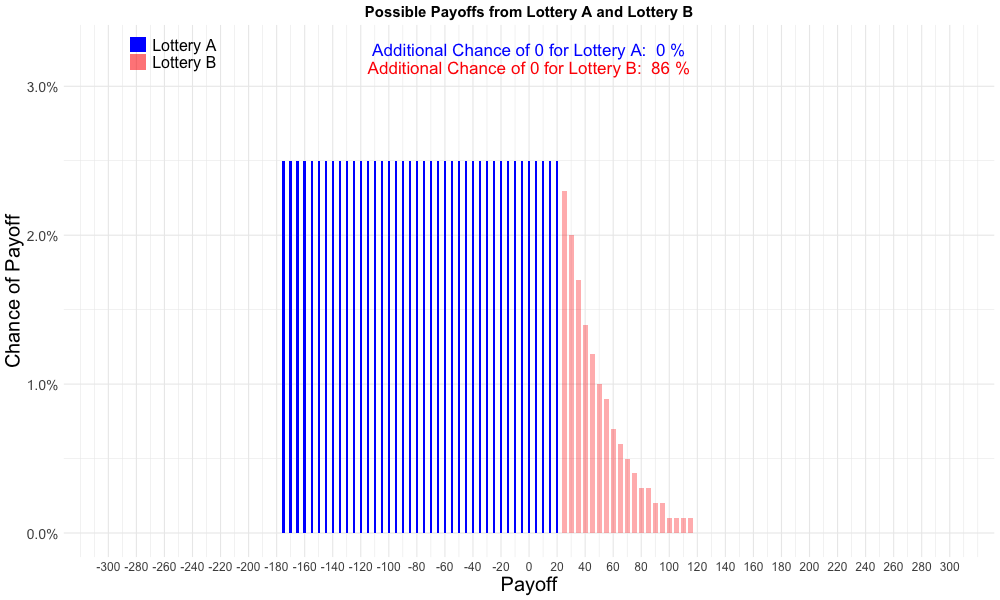 Possible Payoffs from Lottery A and Lottery B
Lottery A
Lottery B
Additional Chance of 0 for Lottery A:  0 %
Additional Chance of 0 for Lottery B:  86 %
Chance of Payoff
3.0%
2.0%
1.0%
0.0%
-300 -280 -260 -240 -220 -200 -180 -160 -140 -120 -100 -80 -60 -40 -20 0 20 40 60 80 100 120 140 160 180 200 220 240 260 280 300
Payoff